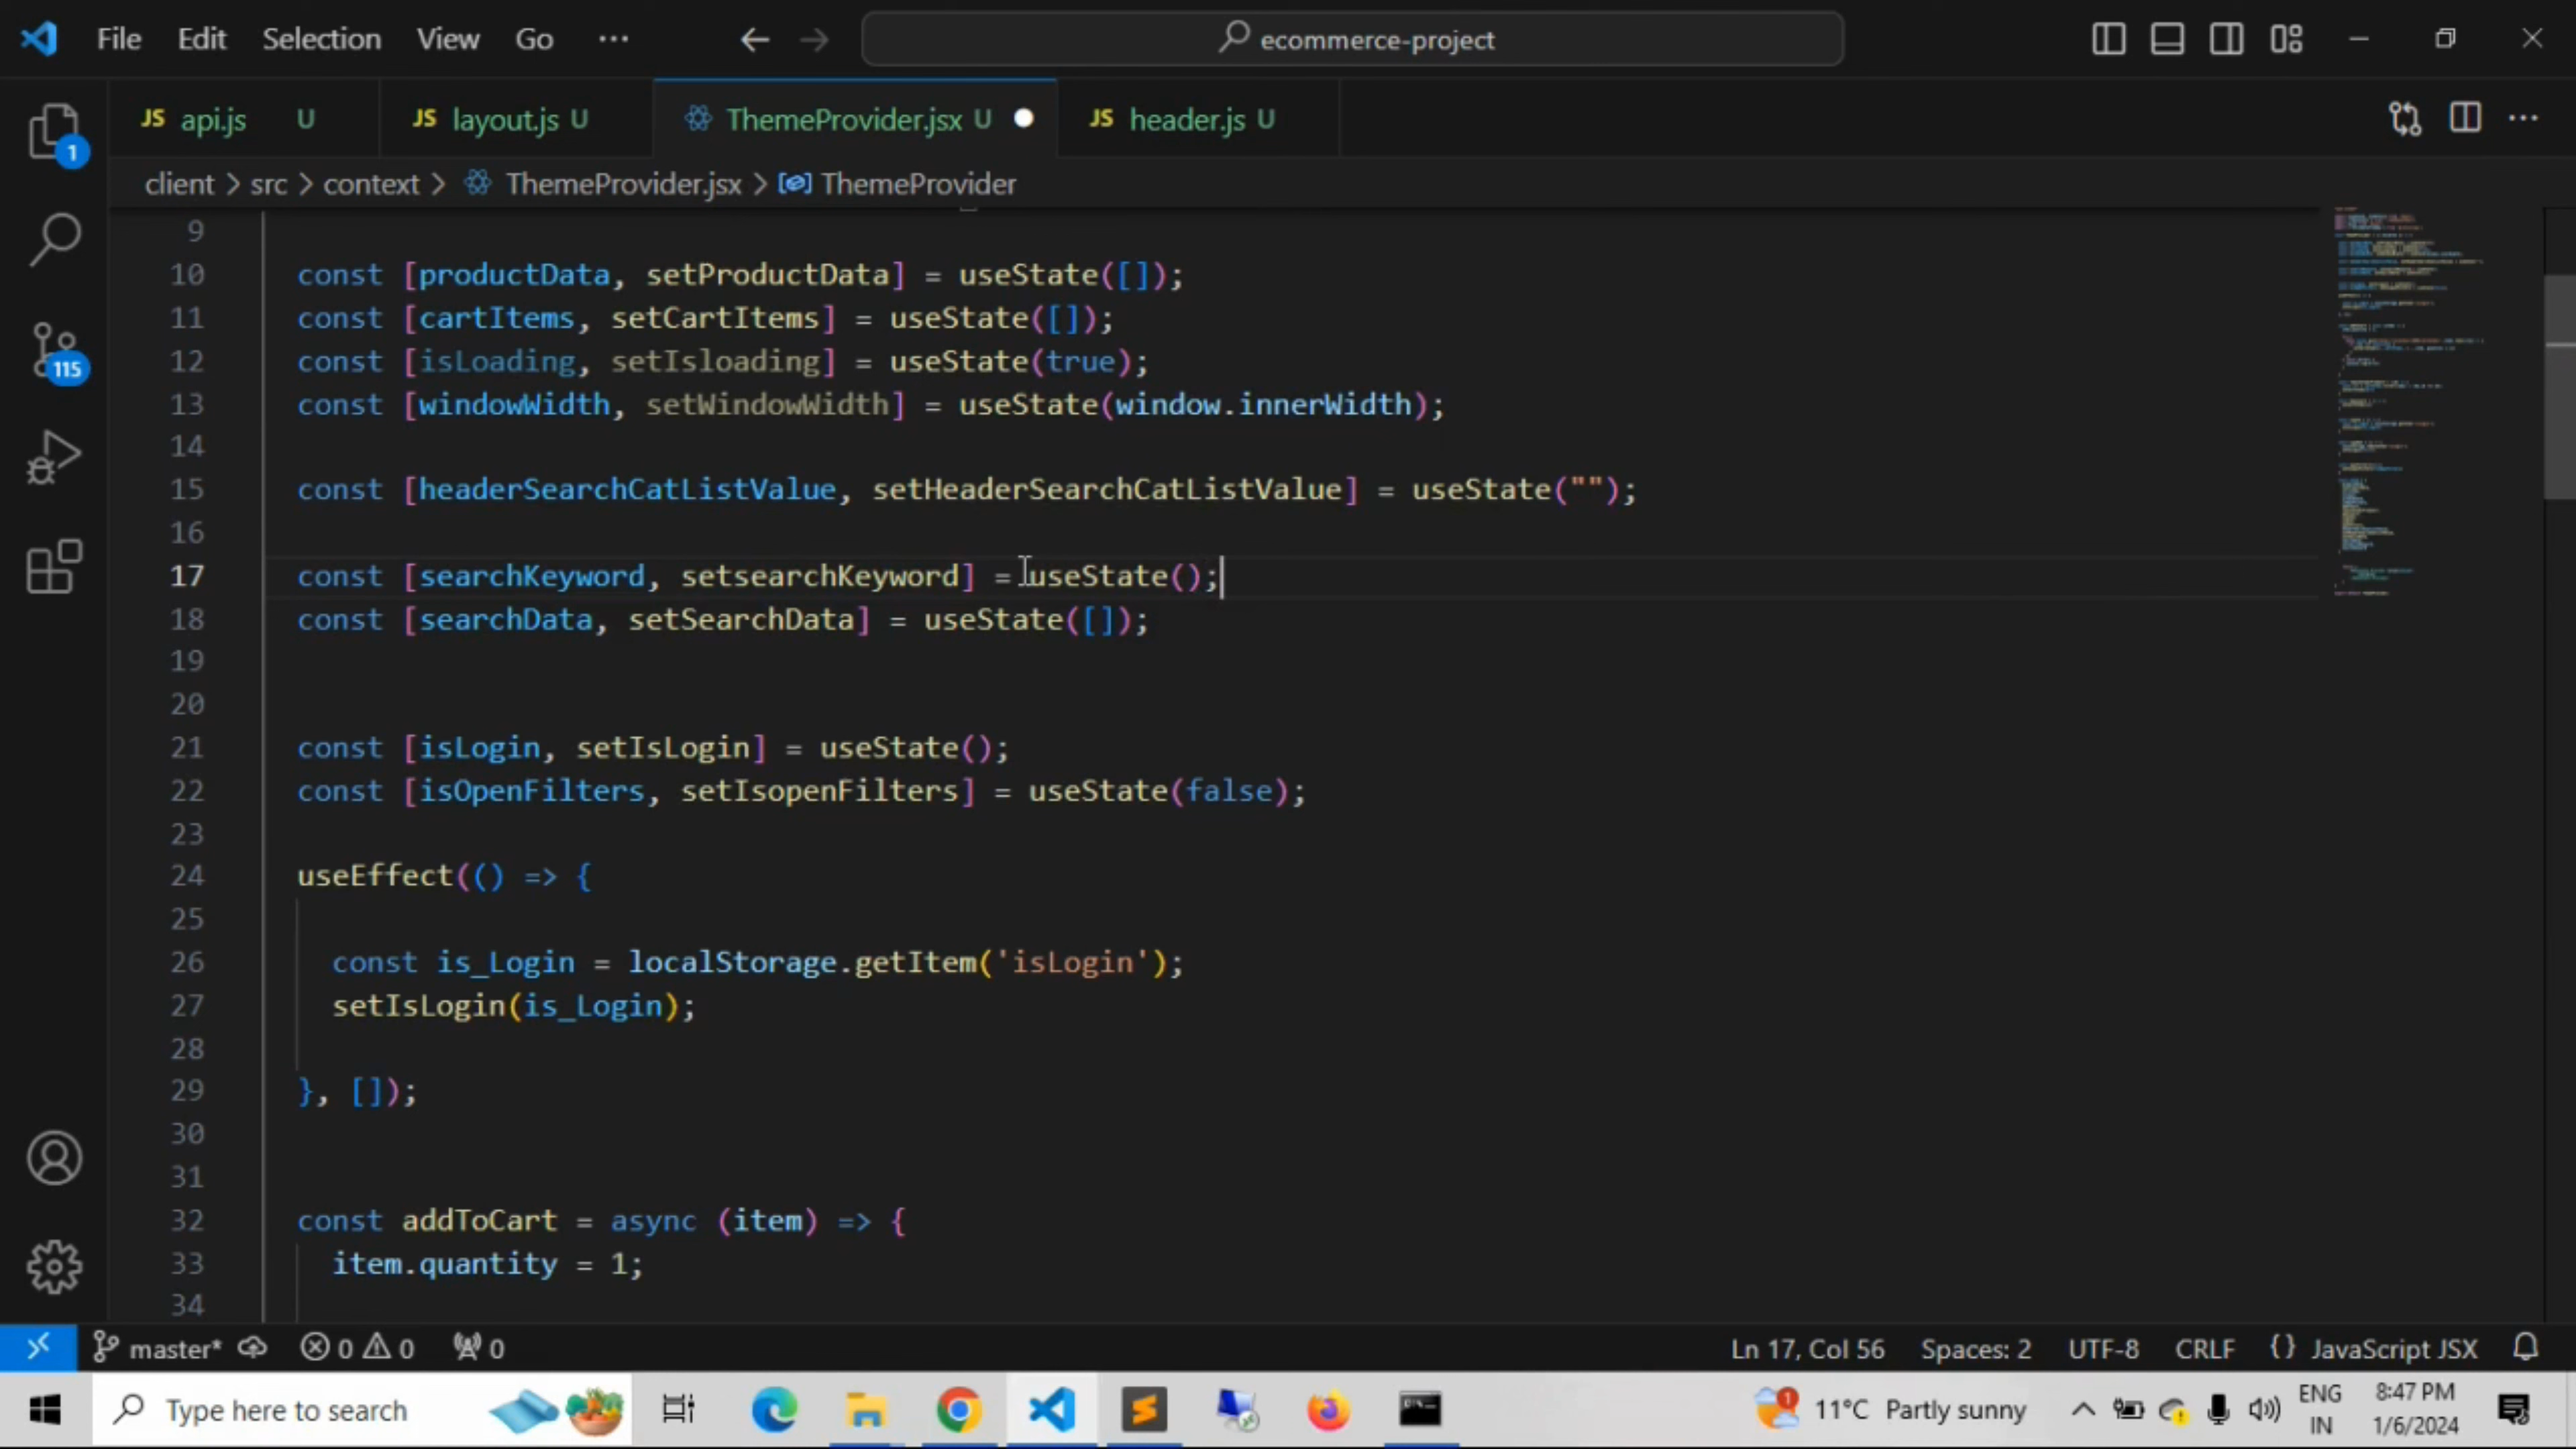 File Edit Selection View Go ··· ecommerce-project
JS api.js U JS layout.js U ThemeProvider.jsx U JS header.js U
client > src > context > ThemeProvider.jsx > ThemeProvider
9
10 const [productData, setProductData] = useState([]);
11 const [cartItems, setCartItems] = useState([]);
12 const [isLoading, setIsloading] = useState(true);
13 const [windowWidth, setWindowWidth] = useState(window.innerWidth);
14
15 const [headerSearchCatListValue, setHeaderSearchCatListValue] = useState("");
16
17 const [searchKeyword, setsearchKeyword] = useState();
18 const [searchData, setSearchData] = useState([]);
19
20
21 const [isLogin, setIsLogin] = useState();
22 const [isOpenFilters, setIsopenFilters] = useState(false);
23
24 useEffect(() => {
25
26 const is_Login = localStorage.getItem('isLogin');
27 setIsLogin(is_Login);
28
29 }, []);
30
31
32 const addToCart = async (item) => {
33 item.quantity = 1;
34
1
115
master* 0 0 0 Ln 17, Col 56 Spaces: 2 UTF-8 CRLF {} JavaScript JSX
Type here to search 1 11°C Partly sunny ENG IN 8:47 PM 1/6/2024